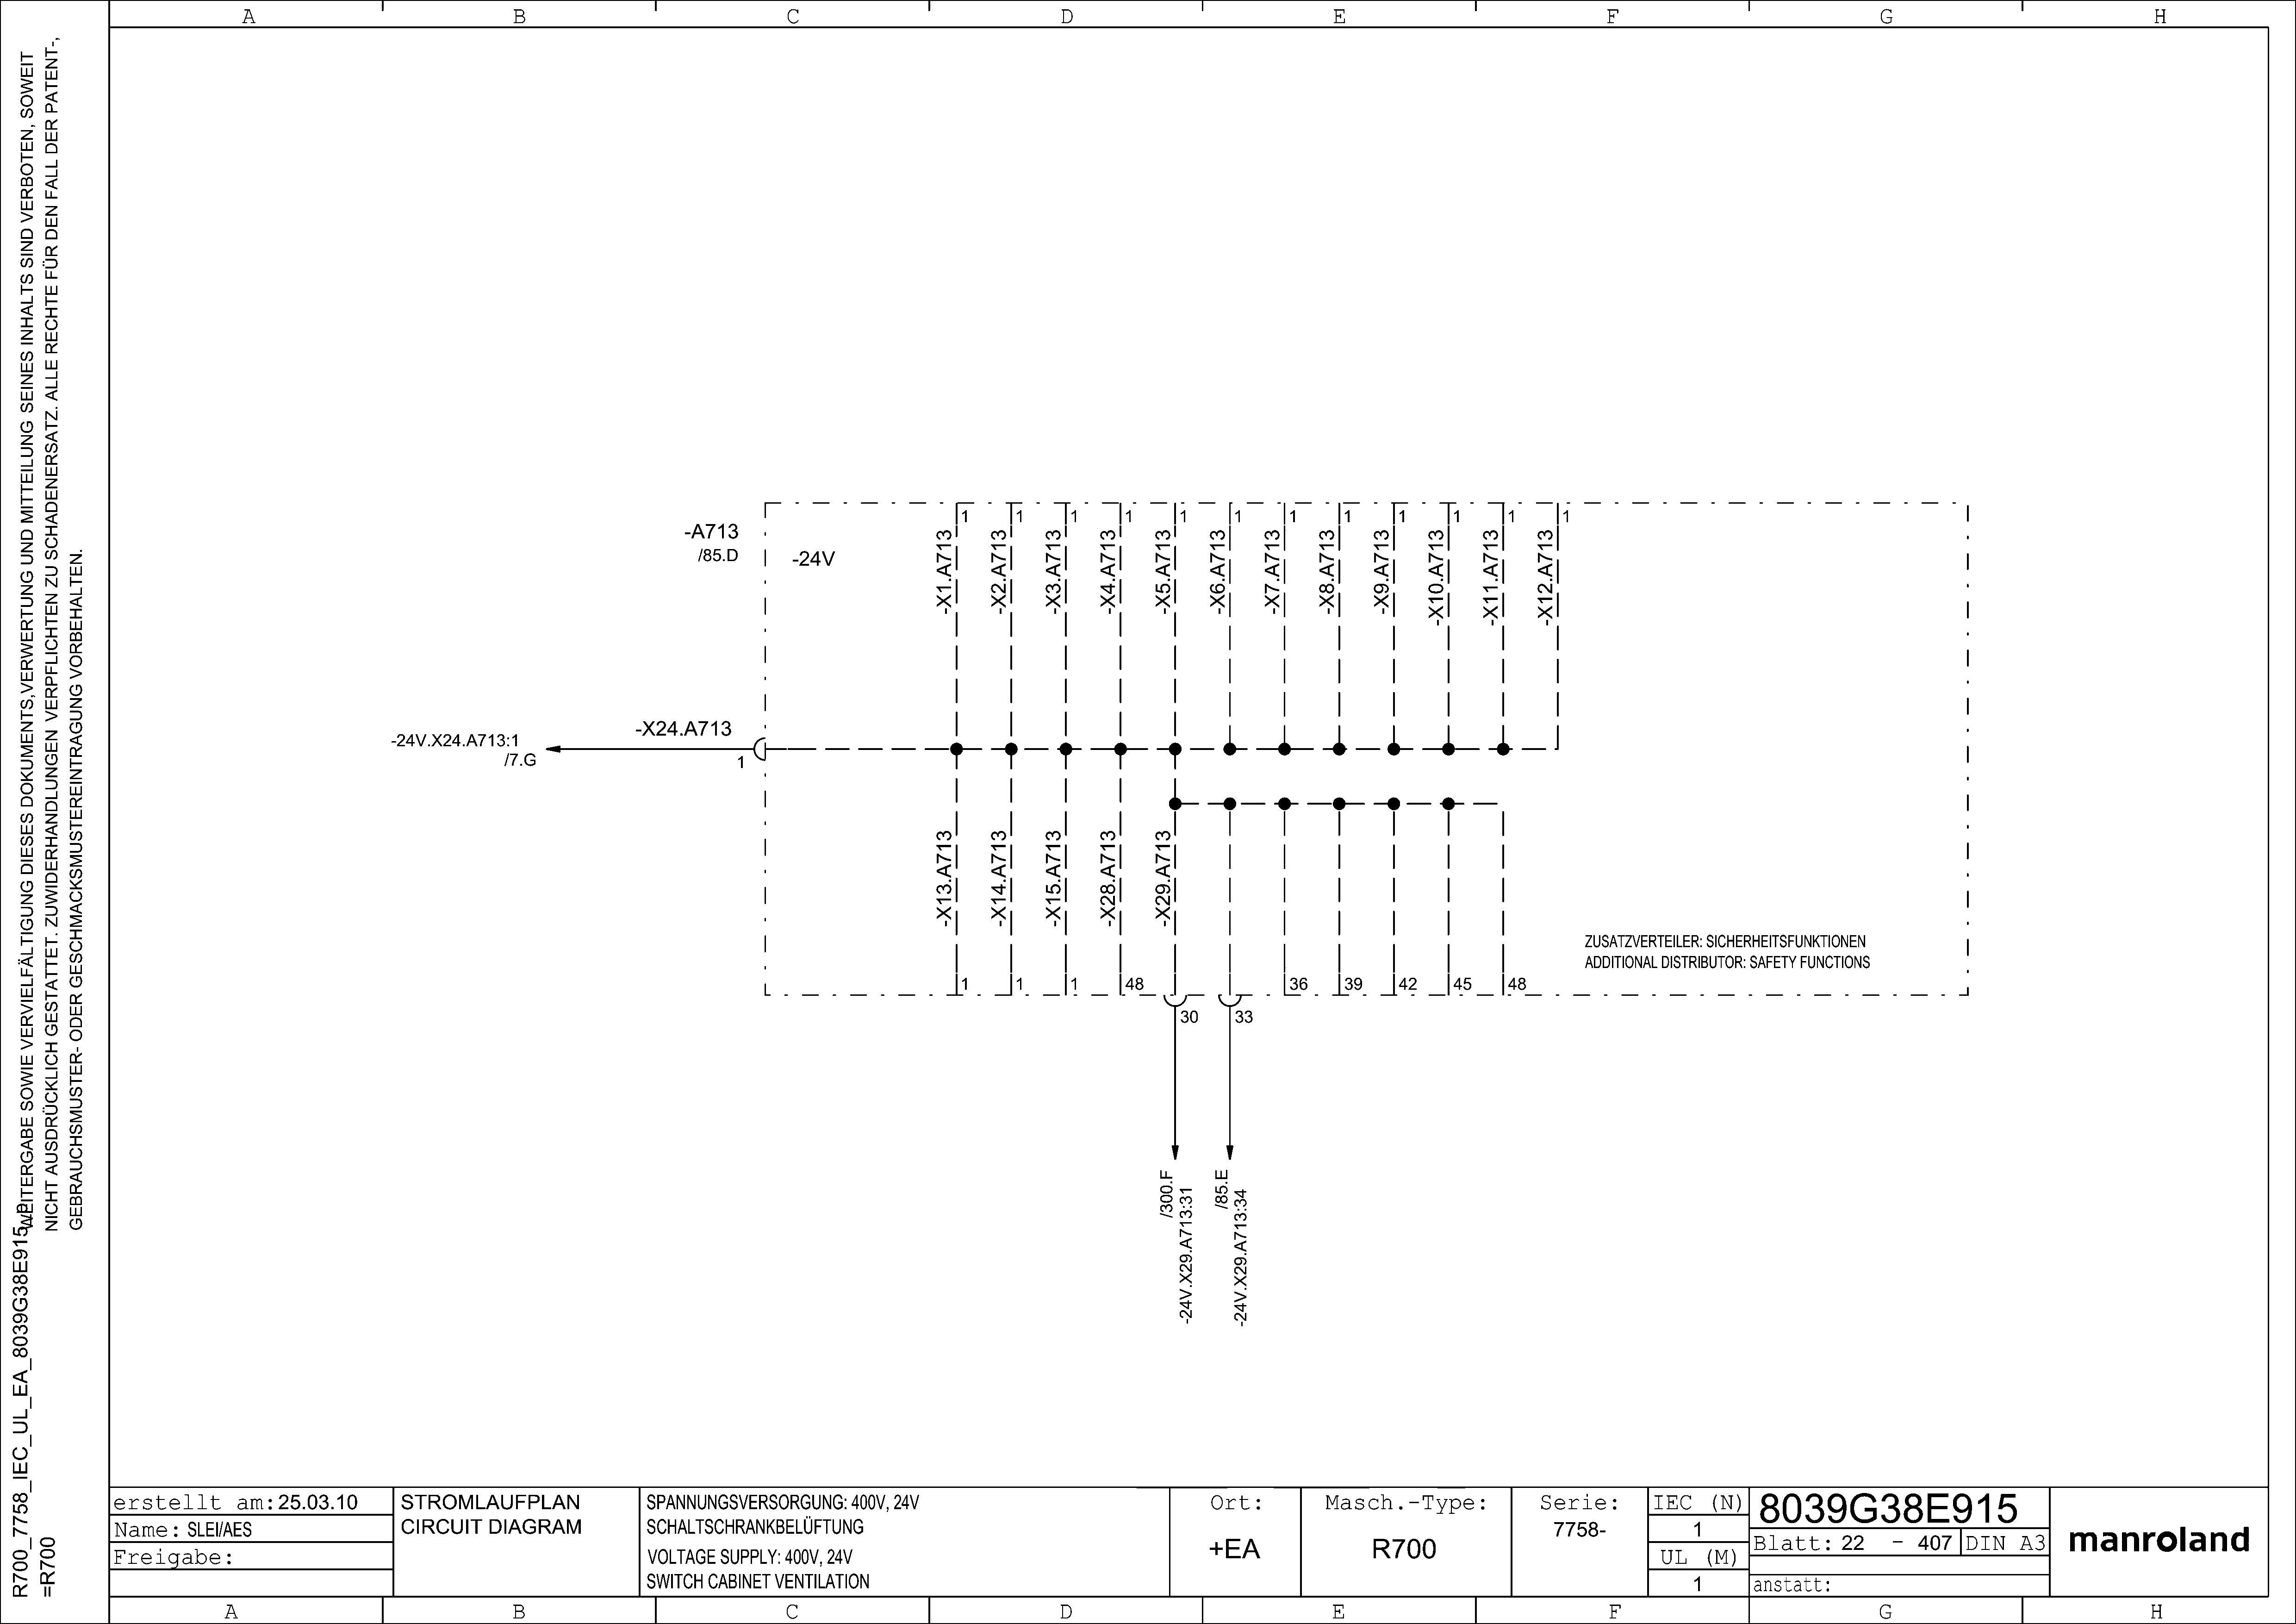 A B C D E F G H
WEITERGABE SOWIE VERVIELFÄLTIGUNG DIESES DOKUMENTS,VERWERTUNG UND MITTEILUNG SEINES INHALTS SIND VERBOTEN, SOWEIT
NICHT AUSDRÜCKLICH GESTATTET. ZUWIDERHANDLUNGEN VERPFLICHTEN ZU SCHADENERSATZ. ALLE RECHTE FÜR DEN FALL DER PATENT-,
GEBRAUCHSMUSTER- ODER GESCHMACKSMUSTEREINTRAGUNG VORBEHALTEN.
=R700
-A713
/85.D
-24V
1 1 1 1 1 1 1 1 1 1 1 1
-X1.A713
-X2.A713
-X3.A713
-X4.A713
-X5.A713
-X6.A713
-X7.A713
-X8.A713
-X9.A713
-X10.A713
-X11.A713
-X12.A713
-X24.A713
1
-24V.X24.A713:1
/7.G
-X13.A713
-X14.A713
-X15.A713
-X28.A713
-X29.A713
ZUSATZVERTEILER: SICHERHEITSFUNKTIONEN
ADDITIONAL DISTRIBUTOR: SAFETY FUNCTIONS
1 1 1 48 36 39 42 45 48
30 33
/300.F
-24V.X29.A713:31
/85.E
-24V.X29.A713:34
erstellt am: 25.03.10
Name: SLEI/AES
Freigabe:
STROMLAUFPLAN
CIRCUIT DIAGRAM
SPANNUNGSVERSORGUNG: 400V, 24V
SCHALTSCHRANKBELÜFTUNG
VOLTAGE SUPPLY: 400V, 24V
SWITCH CABINET VENTILATION
Ort:
+EA
Masch.-Type:
R700
Serie:
7758-
IEC (N)
1
UL (M)
1
8039G38E915
Blatt: 22 - 407 DIN A3
anstatt:
manroland
A B C D E F G H